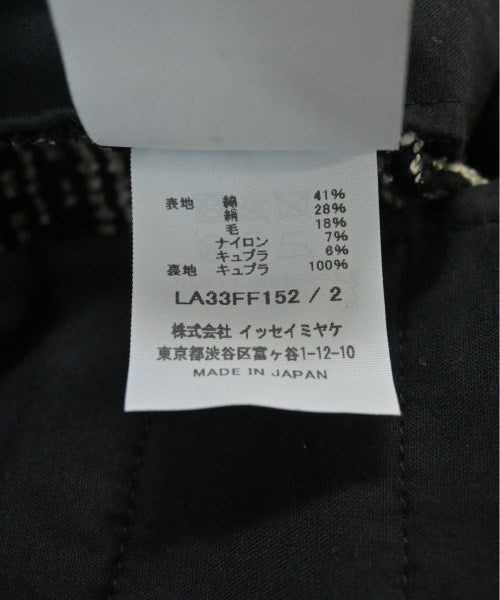 表地 綿 41%
絹 28%
毛 18%
ナイロン 7%
キュプラ 6%
裏地 キュプラ 100%
LA33FF152 / 2
株式会社 イッセイミヤケ
東京都渋谷区富ヶ谷1-12-10
MADE IN JAPAN